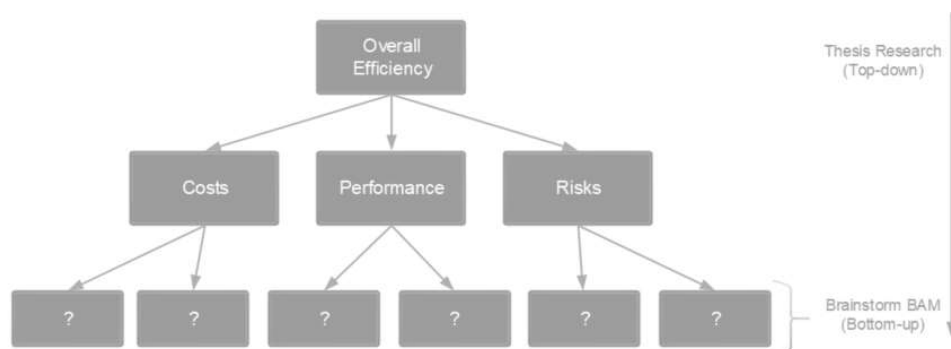 Overall
Efficiency
Thesis Research
(Top-down)
Costs
Performance
Risks
?
?
?
?
?
?
Brainstorm BAM
(Bottom-up)